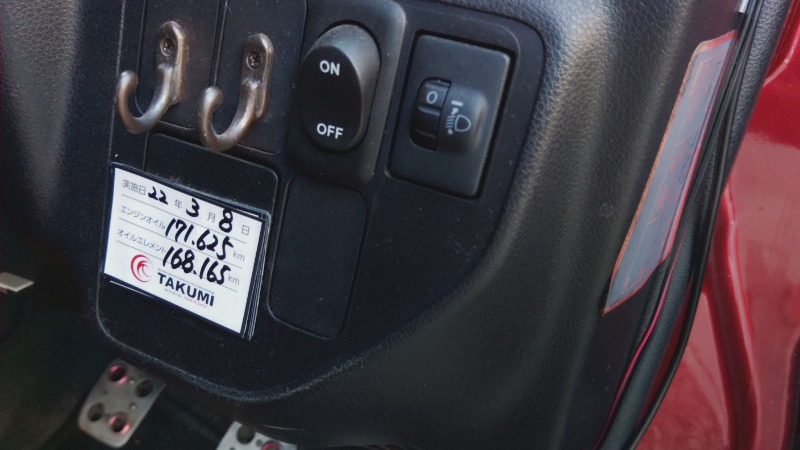 ON
OFF
0
実施日 22 年 3 月 8 日
エンジンオイル 171.625 km
オイルエレメント 168.165 km
TAKUMI